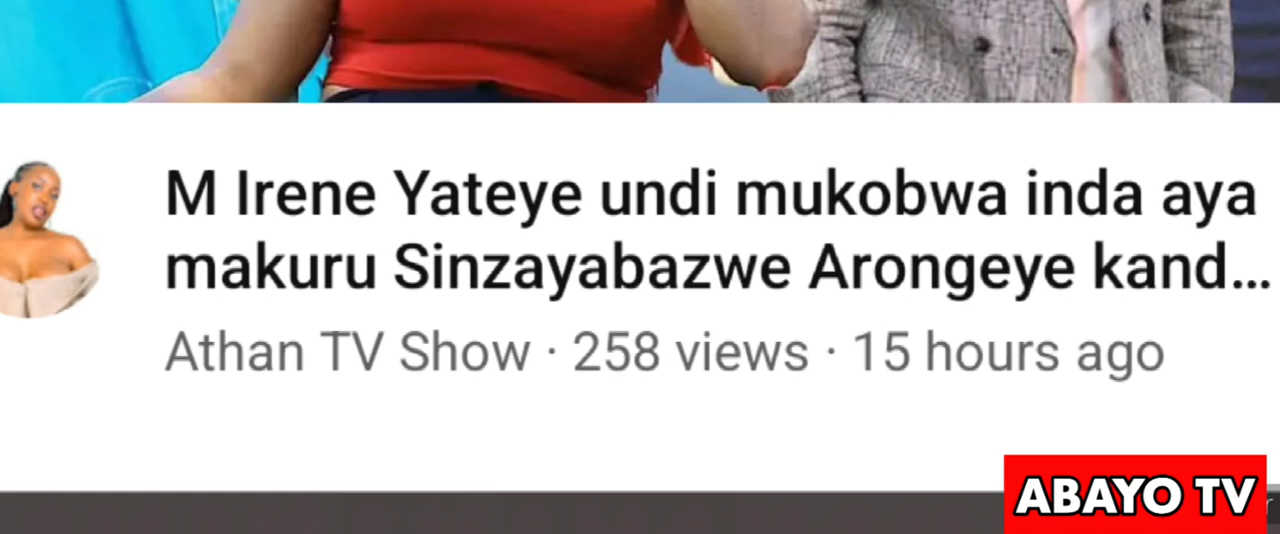 M Irene Yateye undi mukobwa inda aya
makuru Sinzayabazwe Arongeye kand...
Athan TV Show · 258 views · 15 hours ago
ABAYO TV